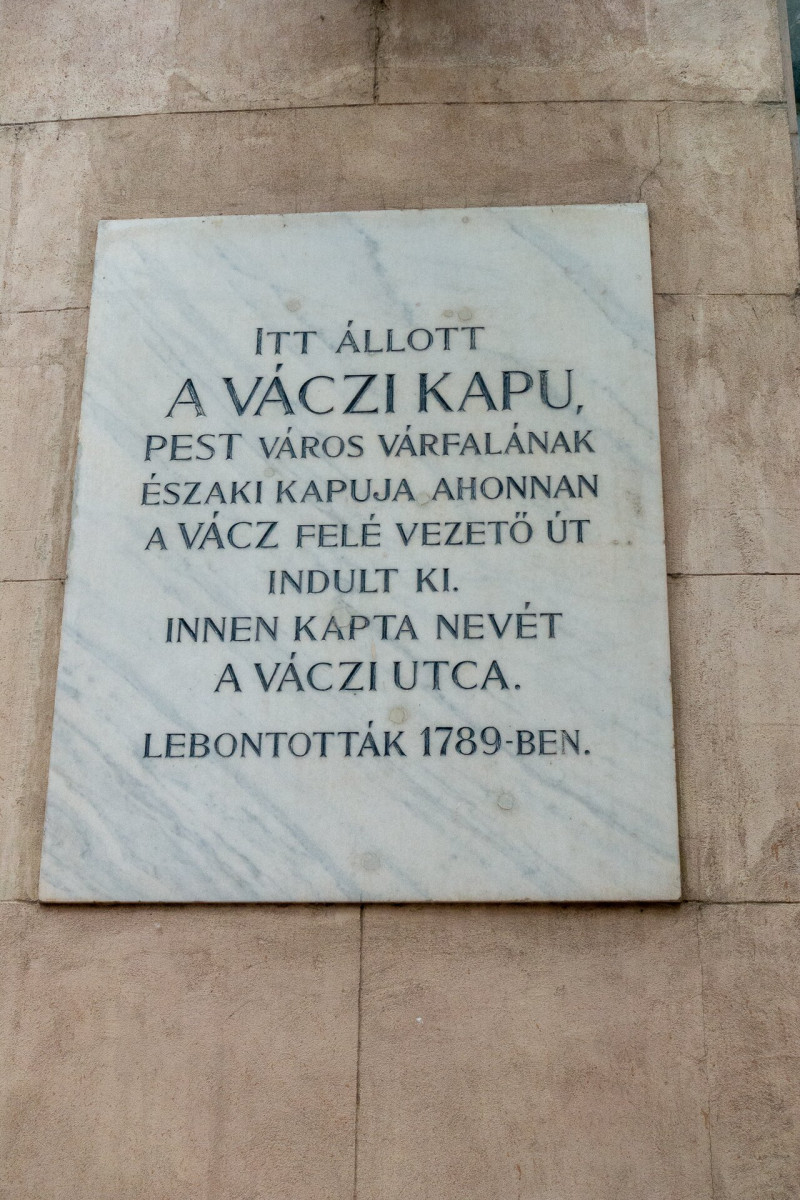 ITT ÁLLOTT
A VÁCZI KAPU,
PEST VÁROS VÁRFALÁNAK
ÉSZAKI KAPUJA AHONNAN
A VÁCZ FELÉ VEZETŐ ÚT
INDULT KI.
INNEN KAPTA NEVÉT
A VÁCZI UTCA.
LEBONTOTTÁK 1789-BEN.